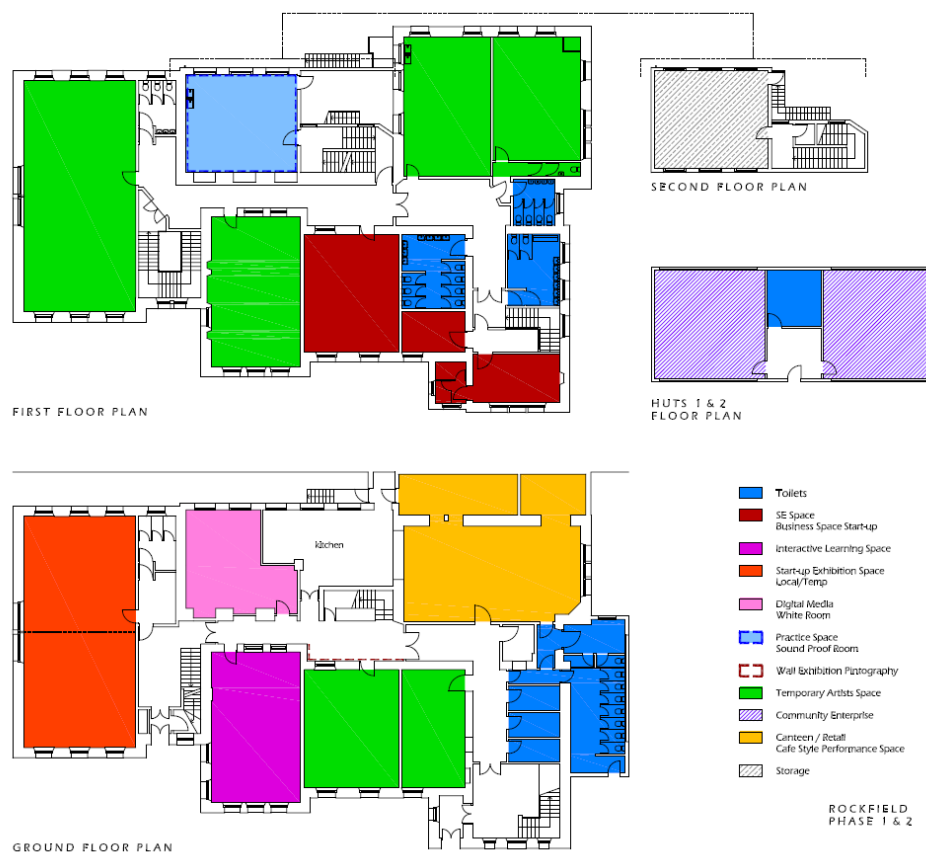 SECOND FLOOR PLAN
FIRST FLOOR PLAN
HUTS 1 & 2
FLOOR PLAN
kitchen
Toilets
SE Space
Business Space Start-up
Interactive Learning Space
Start-up Exhibition Space
Local/Temp
Digital Media
White Room
Practice Space
Sound Proof Room
Wall Exhibition Pintography
Temporary Artists Space
Community Enterprise
Canteen / Retail
Cafe Style Performance Space
Storage
ROCKFIELD
PHASE 1 & 2
GROUND FLOOR PLAN